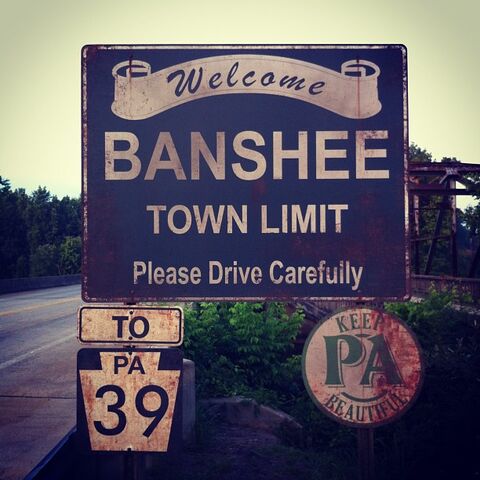 Welcome
BANSHEE
TOWN LIMIT
Please Drive Carefully
TO
PA
39
KEEP
PA
BEAUTIFUL